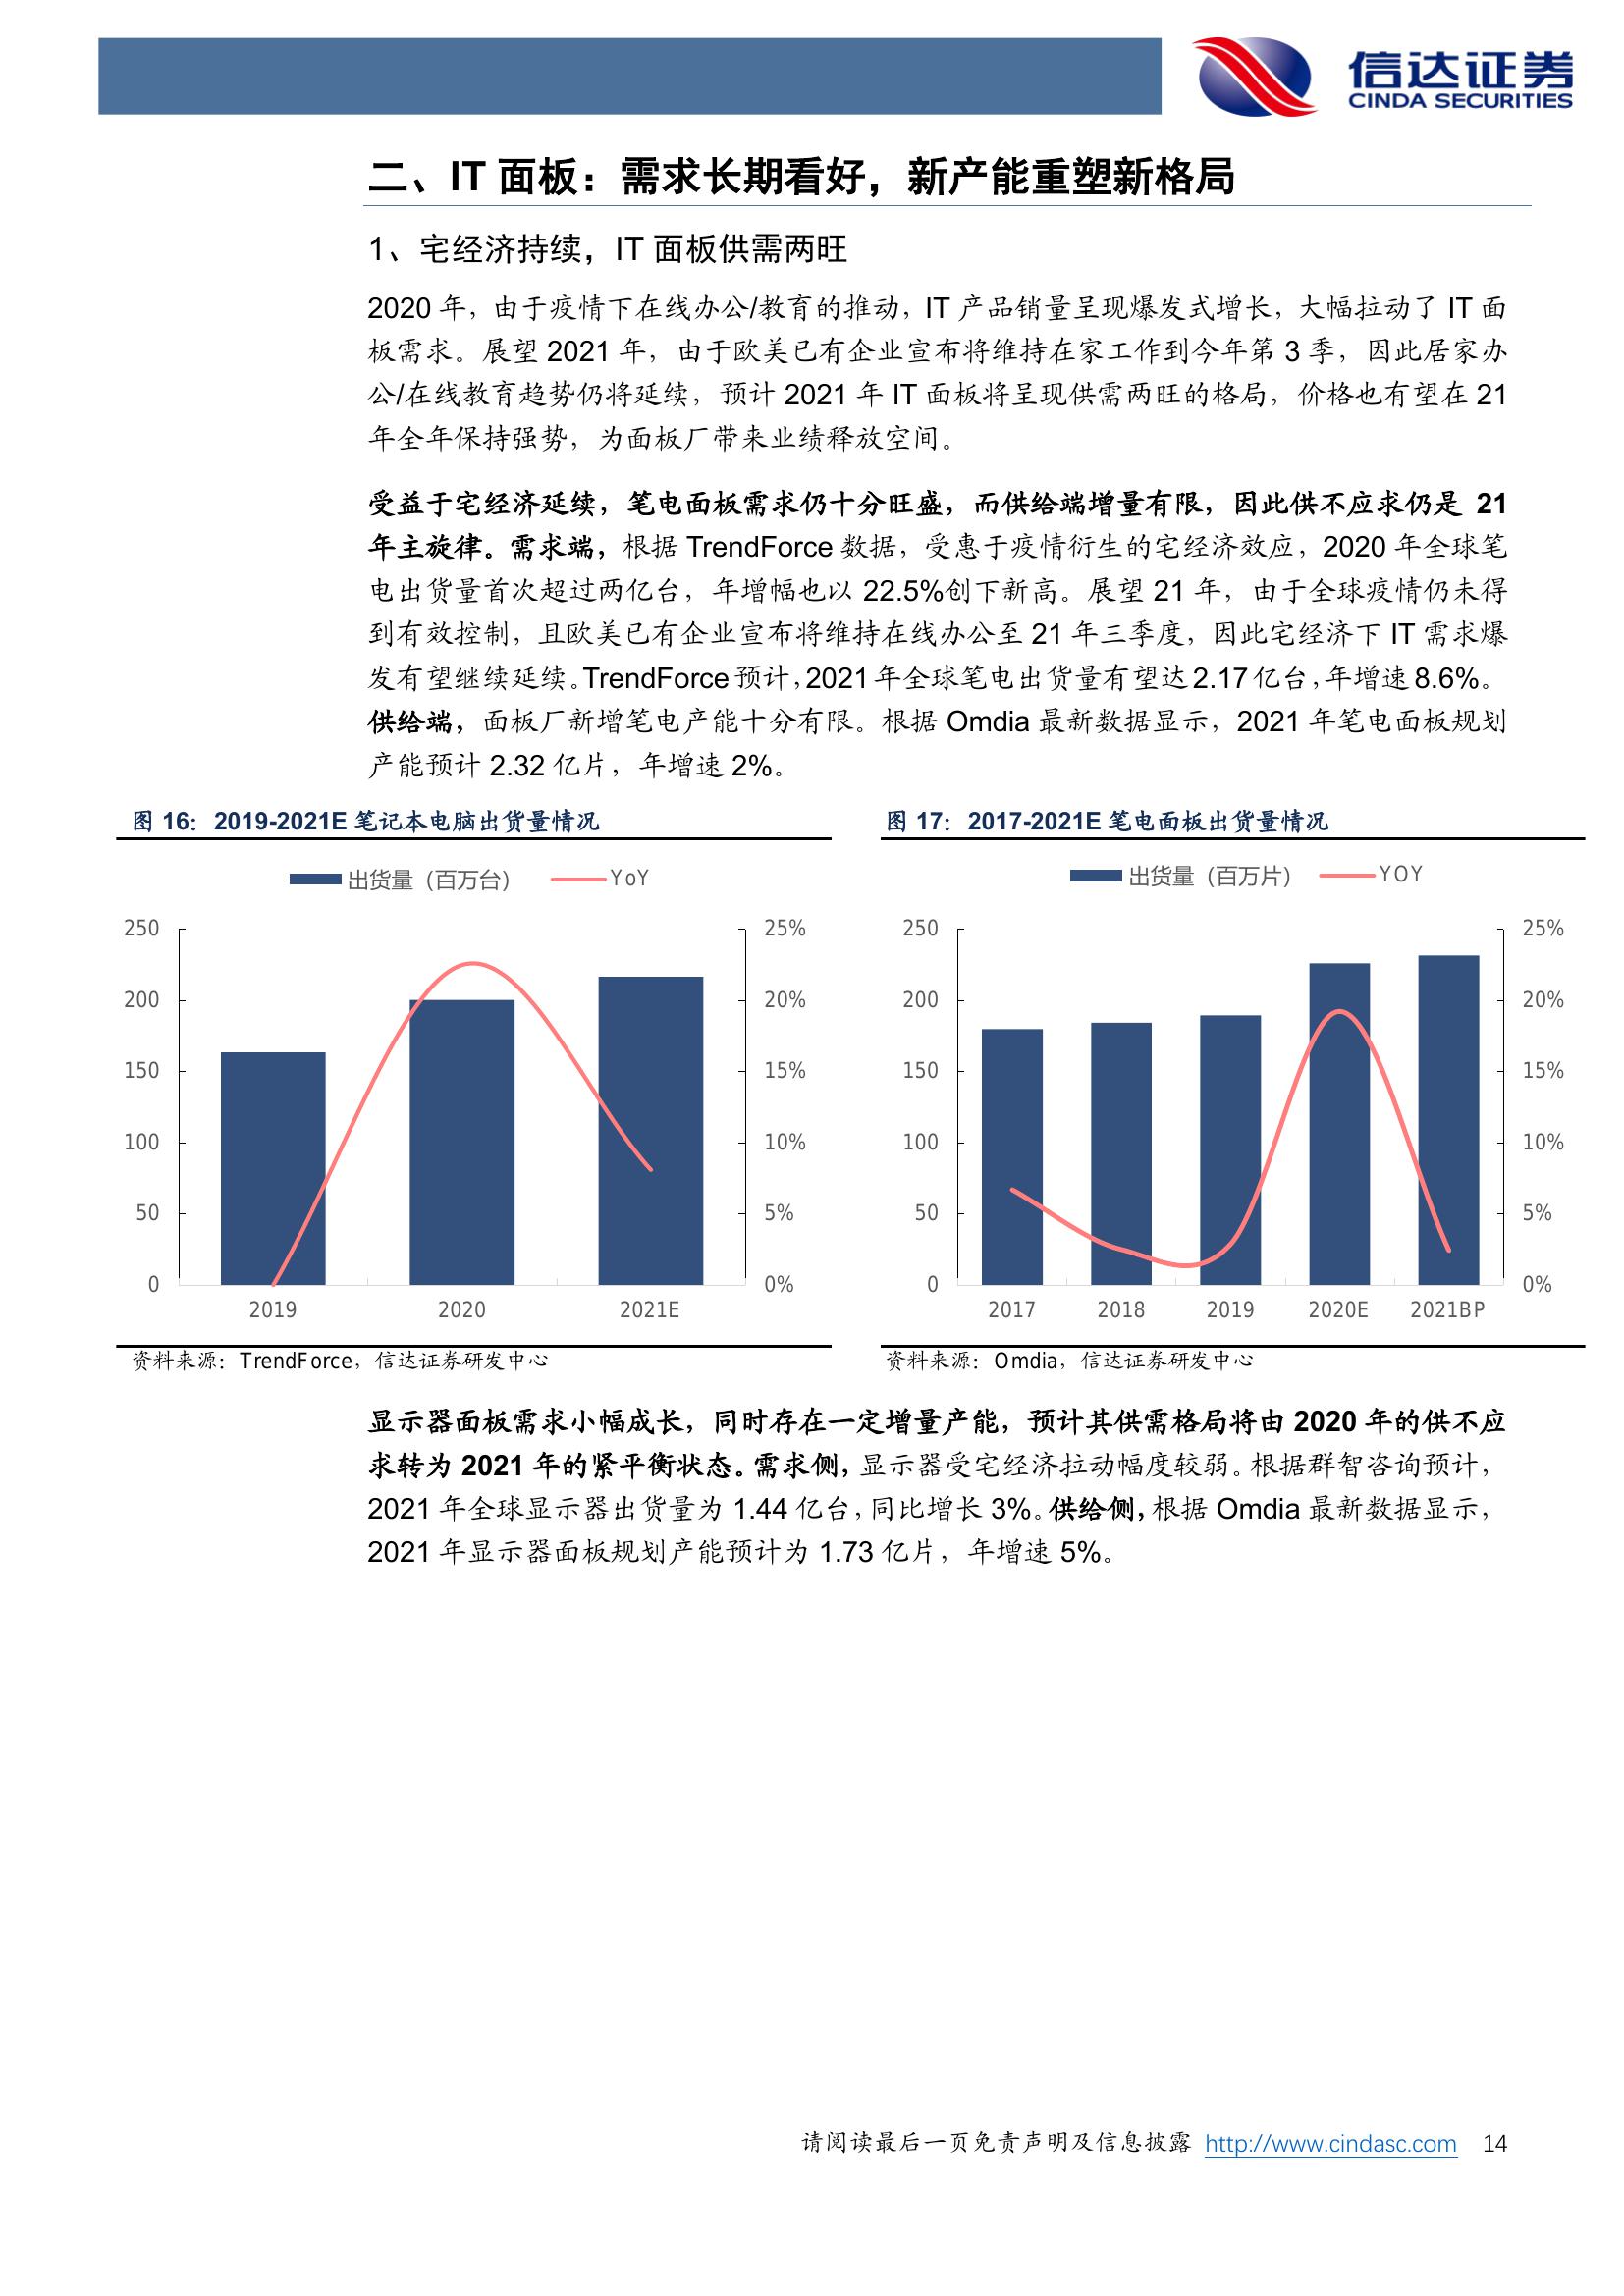 信达证券
CINDA SECURITIES
二、IT 面板：需求长期看好，新产能重塑新格局
1、宅经济持续，IT 面板供需两旺
2020 年，由于疫情下在线办公/教育的推动，IT 产品销量呈现爆发式增长，大幅拉动了 IT 面
板需求。展望 2021 年，由于欧美已有企业宣布将维持在家工作到今年第 3 季，因此居家办
公/在线教育趋势仍将延续，预计 2021 年 IT 面板将呈现供需两旺的格局，价格也有望在 21
年全年保持强势，为面板厂带来业绩释放空间。
受益于宅经济延续，笔电面板需求仍十分旺盛，而供给端增量有限，因此供不应求仍是 21
年主旋律。需求端，根据 TrendForce 数据，受惠于疫情衍生的宅经济效应，2020 年全球笔
电出货量首次超过两亿台，年增幅也以 22.5%创下新高。展望 21 年，由于全球疫情仍未得
到有效控制，且欧美已有企业宣布将维持在线办公至 21 年三季度，因此宅经济下 IT 需求爆
发有望继续延续。TrendForce 预计，2021 年全球笔电出货量有望达 2.17 亿台，年增速 8.6%。
供给端，面板厂新增笔电产能十分有限。根据 Omdia 最新数据显示，2021 年笔电面板规划
产能预计 2.32 亿片，年增速 2%。
图 16：2019-2021E 笔记本电脑出货量情况
出货量（百万台） YoY
250 25%
200 20%
150 15%
100 10%
50 5%
0 0%
2019 2020 2021E
资料来源：TrendForce，信达证券研发中心
图 17：2017-2021E 笔电面板出货量情况
出货量（百万片） YOY
250 25%
200 20%
150 15%
100 10%
50 5%
0 0%
2017 2018 2019 2020E 2021BP
资料来源：Omdia，信达证券研发中心
显示器面板需求小幅成长，同时存在一定增量产能，预计其供需格局将由 2020 年的供不应
求转为 2021 年的紧平衡状态。需求侧，显示器受宅经济拉动幅度较弱。根据群智咨询预计，
2021 年全球显示器出货量为 1.44 亿台，同比增长 3%。供给侧，根据 Omdia 最新数据显示，
2021 年显示器面板规划产能预计为 1.73 亿片，年增速 5%。
请阅读最后一页免责声明及信息披露 http://www.cindasc.com 14